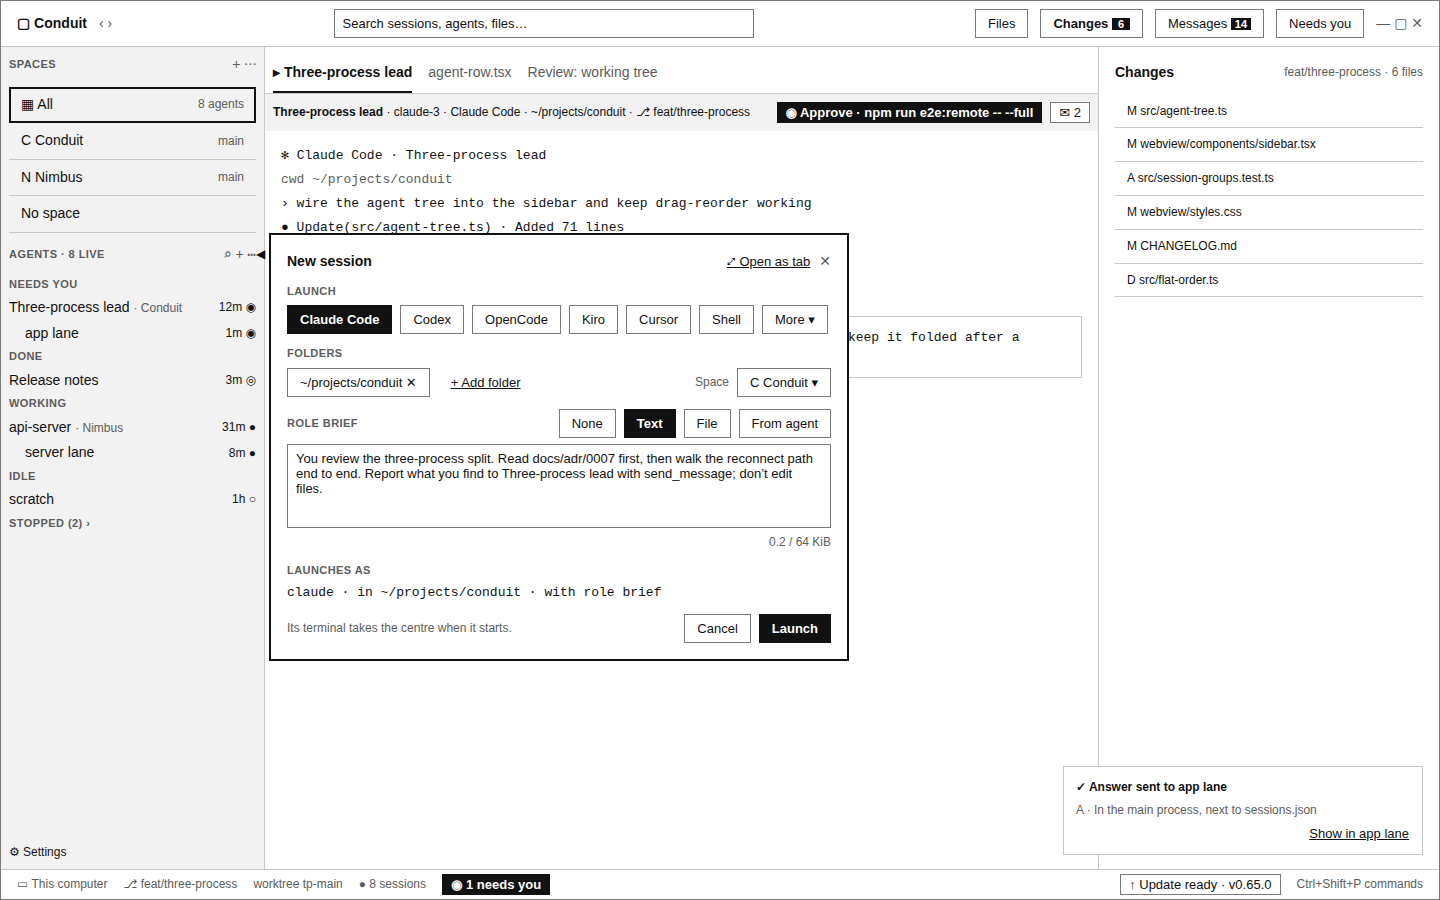 ▢ Conduit ‹ › Search sessions, agents, files… Files Changes 6 Messages 14 Needs you — ▢ ✕
SPACES + ···
▦ All 8 agents
C Conduit main
N Nimbus main
No space
AGENTS · 8 LIVE ⌕ + ···
NEEDS YOU
Three-process lead · Conduit 12m ◉
app lane 1m ◉
DONE
Release notes 3m ◎
WORKING
api-server · Nimbus 31m ●
server lane 8m ●
IDLE
scratch 1h ○
STOPPED (2) ›
⚙ Settings
▸ Three-process lead agent-row.tsx Review: working tree
Three-process lead · claude-3 · Claude Code · ~/projects/conduit · ⎇ feat/three-process ◉ Approve · npm run e2e:remote -- --full ✉ 2
✻ Claude Code · Three-process lead
cwd ~/projects/conduit
› wire the agent tree into the sidebar and keep drag-reorder working
● Update(src/agent-tree.ts) · Added 71 lines
keep it folded after a
New session ⤢ Open as tab ✕
LAUNCH
Claude Code Codex OpenCode Kiro Cursor Shell More ▾
FOLDERS
~/projects/conduit ✕ + Add folder Space C Conduit ▾
ROLE BRIEF None Text File From agent
You review the three-process split. Read docs/adr/0007 first, then walk the reconnect path
end to end. Report what you find to Three-process lead with send_message; don’t edit
files.
0.2 / 64 KiB
LAUNCHES AS
claude · in ~/projects/conduit · with role brief
Its terminal takes the centre when it starts. Cancel Launch
Changes feat/three-process · 6 files
M src/agent-tree.ts
M webview/components/sidebar.tsx
A src/session-groups.test.ts
M webview/styles.css
M CHANGELOG.md
D src/flat-order.ts
✓ Answer sent to app lane
A · In the main process, next to sessions.json
Show in app lane
▭ This computer ⎇ feat/three-process worktree tp-main ● 8 sessions ◉ 1 needs you ↑ Update ready · v0.65.0 Ctrl+Shift+P commands